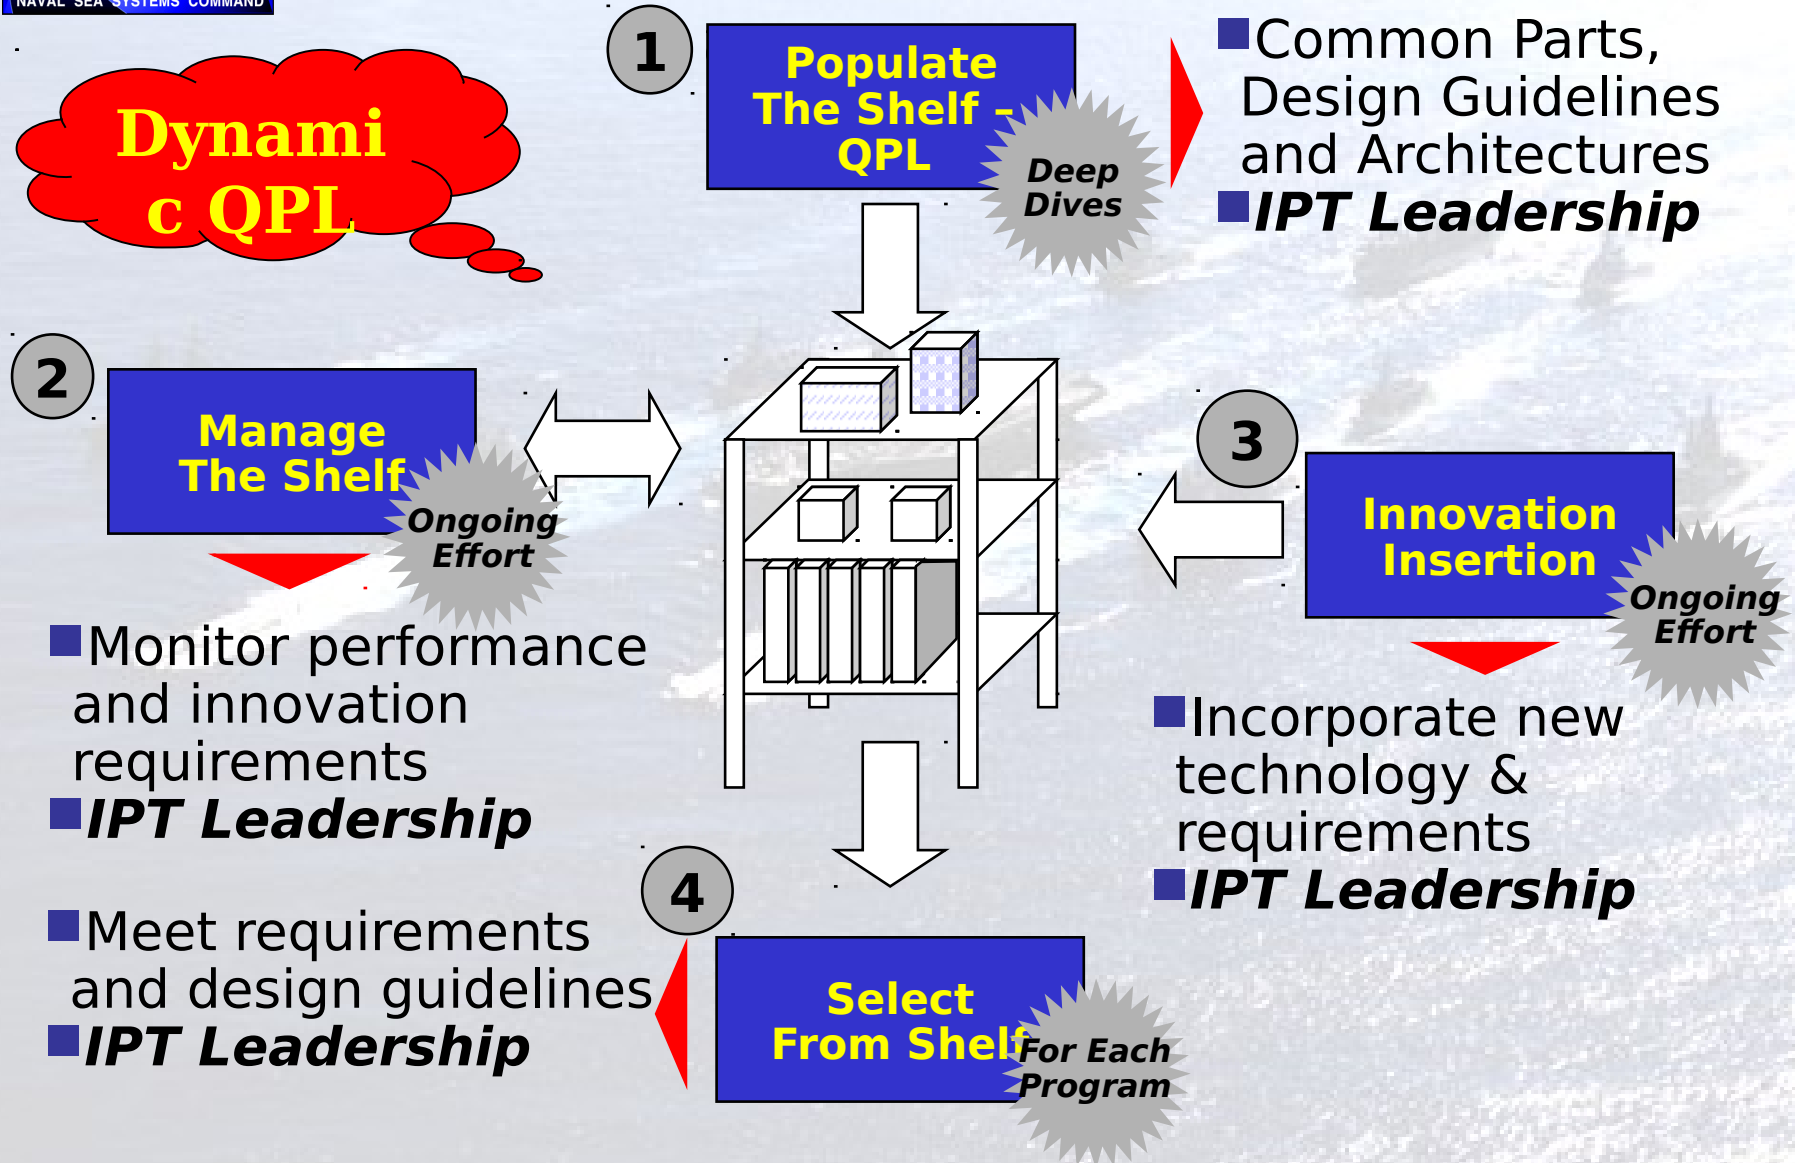 NAVAL SEA SYSTEMS COMMAND
Dynami
c QPL
1
Populate
The Shelf –
QPL
Deep
Dives
Common Parts,
Design Guidelines
and Architectures
IPT Leadership
2
Manage
The Shelf
Ongoing
Effort
Monitor performance
and innovation
requirements
IPT Leadership
3
Innovation
Insertion
Ongoing
Effort
Incorporate new
technology &
requirements
IPT Leadership
4
Select
From Shelf
For Each
Program
Meet requirements
and design guidelines
IPT Leadership